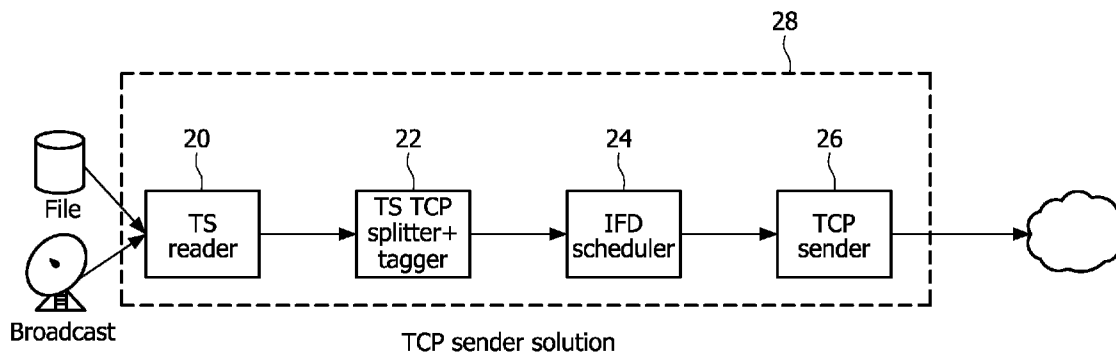 28
20
22
24
26
File
TS
reader
TS TCP
splitter+
tagger
IFD
scheduler
TCP
sender
Broadcast
TCP sender solution